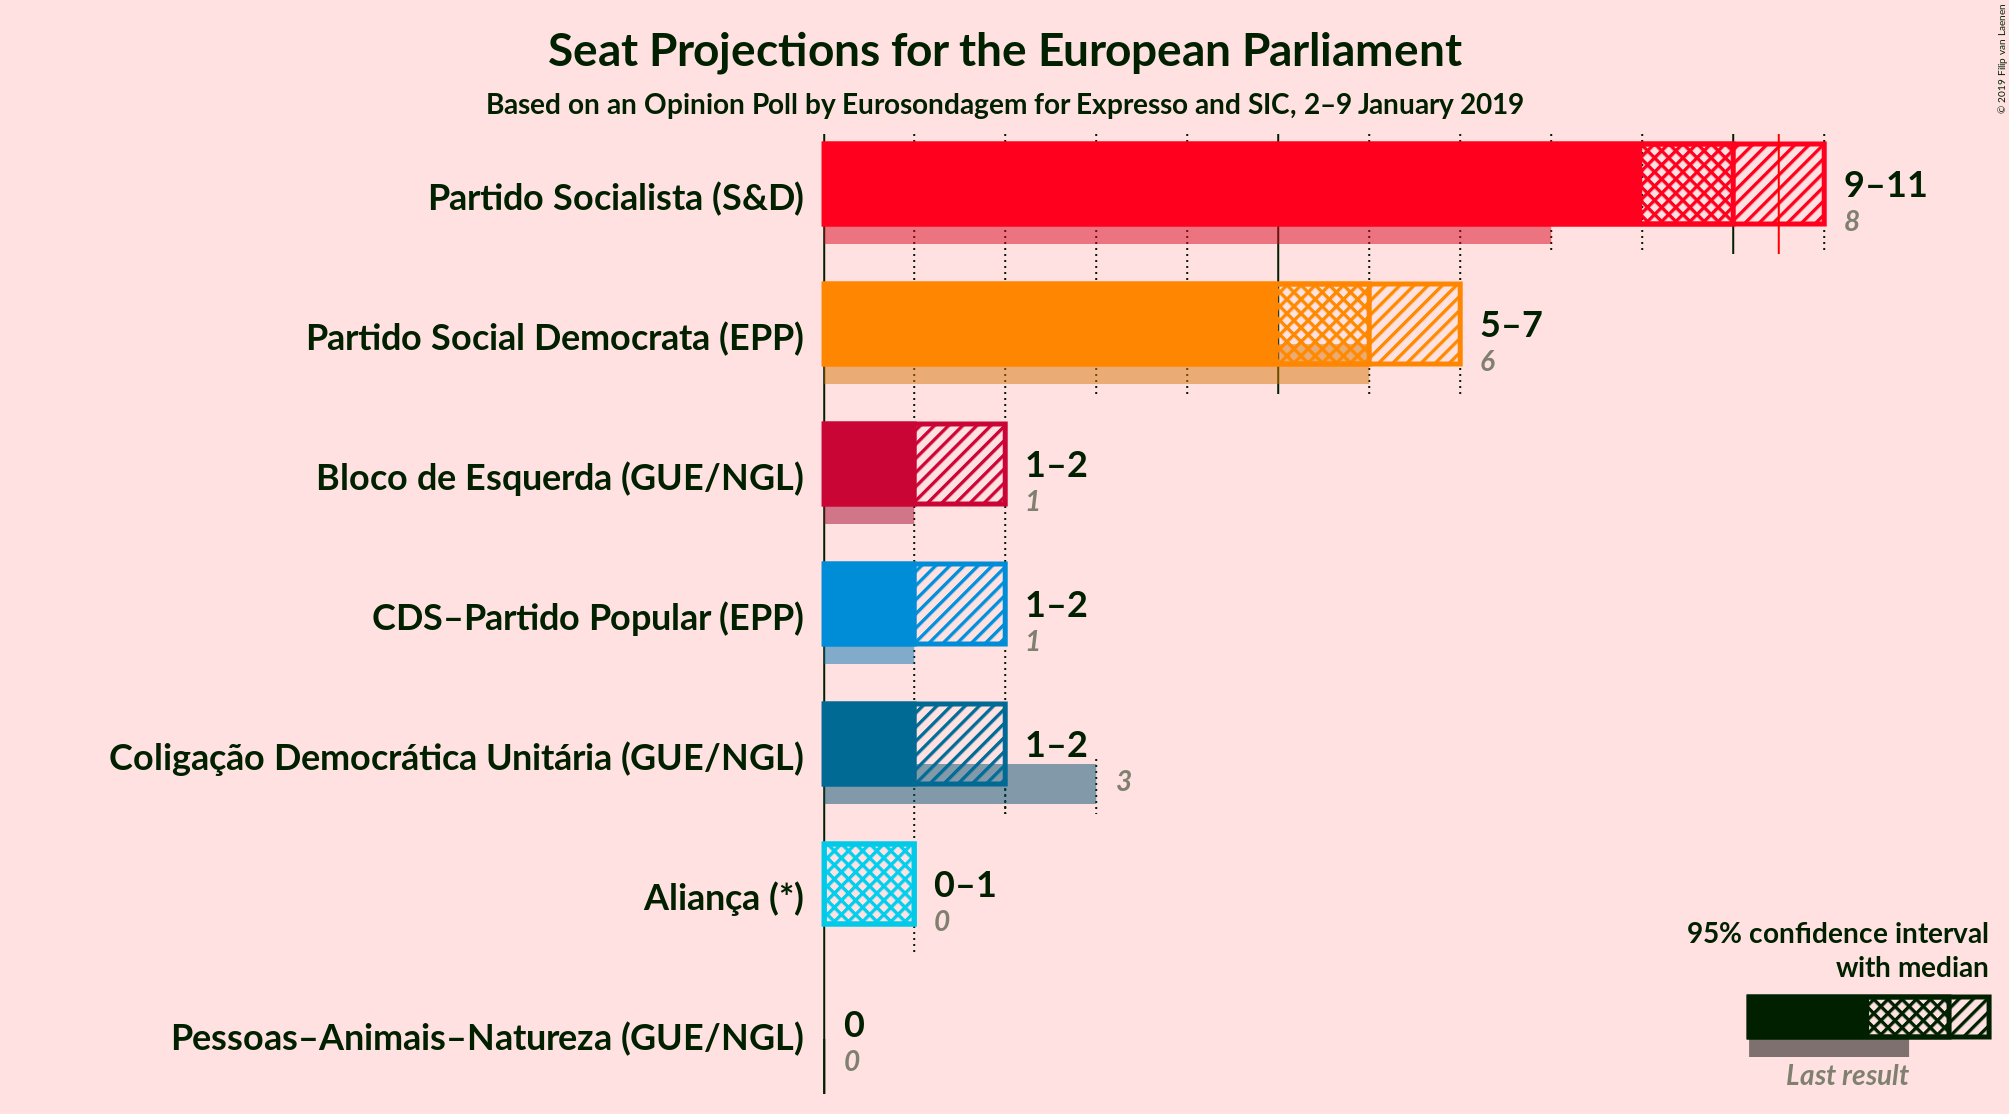 Seat Projections for the European Parliament
Based on an Opinion Poll by Eurosondagem for Expresso and SIC, 2–9 January 2019
© 2019 Filip van Laenen
Partido Socialista (S&D)
9–11
8
Partido Social Democrata (EPP)
5–7
6
Bloco de Esquerda (GUE/NGL)
1–2
1
CDS–Partido Popular (EPP)
1–2
1
Coligação Democrática Unitária (GUE/NGL)
1–2
3
Aliança (*)
0–1
0
Pessoas–Animais–Natureza (GUE/NGL)
0
0
95% confidence interval
with median
Last result